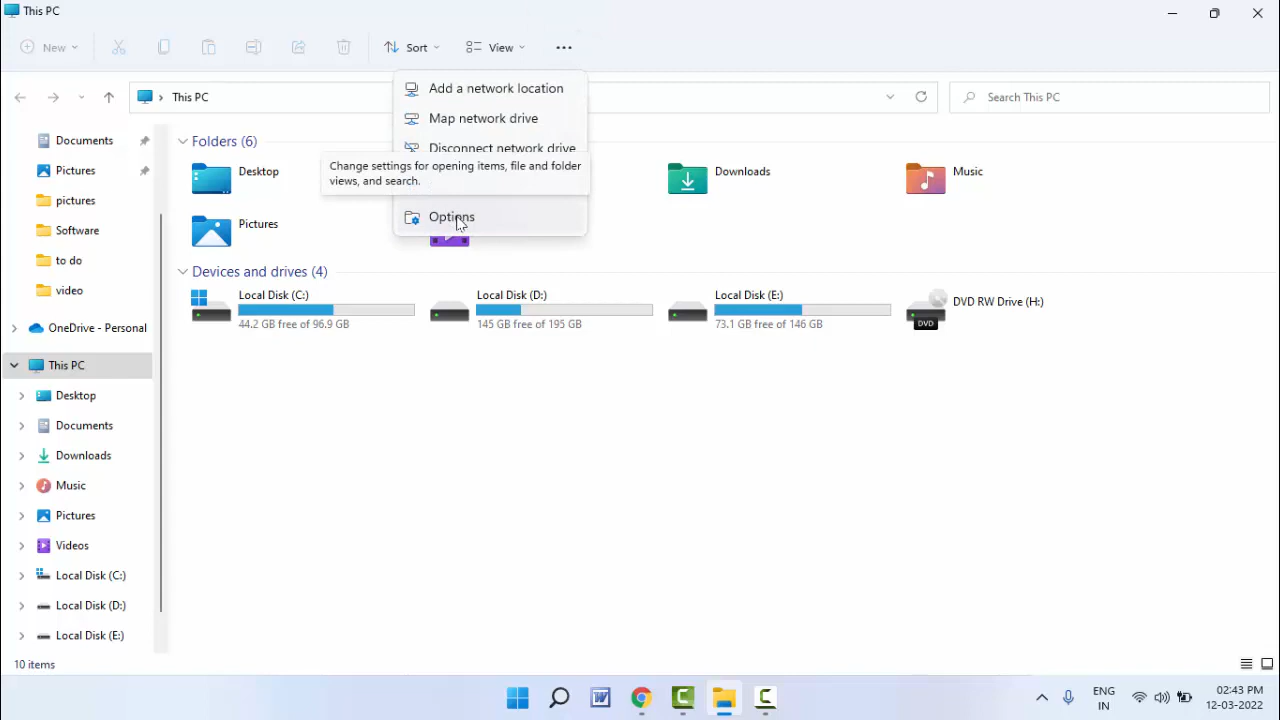 This PC
New
Sort
View
This PC
Search This PC
Add a network location
Map network drive
Disconnect network drive
Change settings for opening items, file and folder
views, and search.
Options
Documents
Pictures
pictures
Software
to do
video
OneDrive - Personal
This PC
Desktop
Documents
Downloads
Music
Pictures
Videos
Local Disk (C:)
Local Disk (D:)
Local Disk (E:)
Folders (6)
Desktop
Downloads
Music
Pictures
Devices and drives (4)
Local Disk (C:)
44.2 GB free of 96.9 GB
Local Disk (D:)
145 GB free of 195 GB
Local Disk (E:)
73.1 GB free of 146 GB
DVD RW Drive (H:)
DVD
10 items
W
C
C
ENG
IN
02:43 PM
12-03-2022